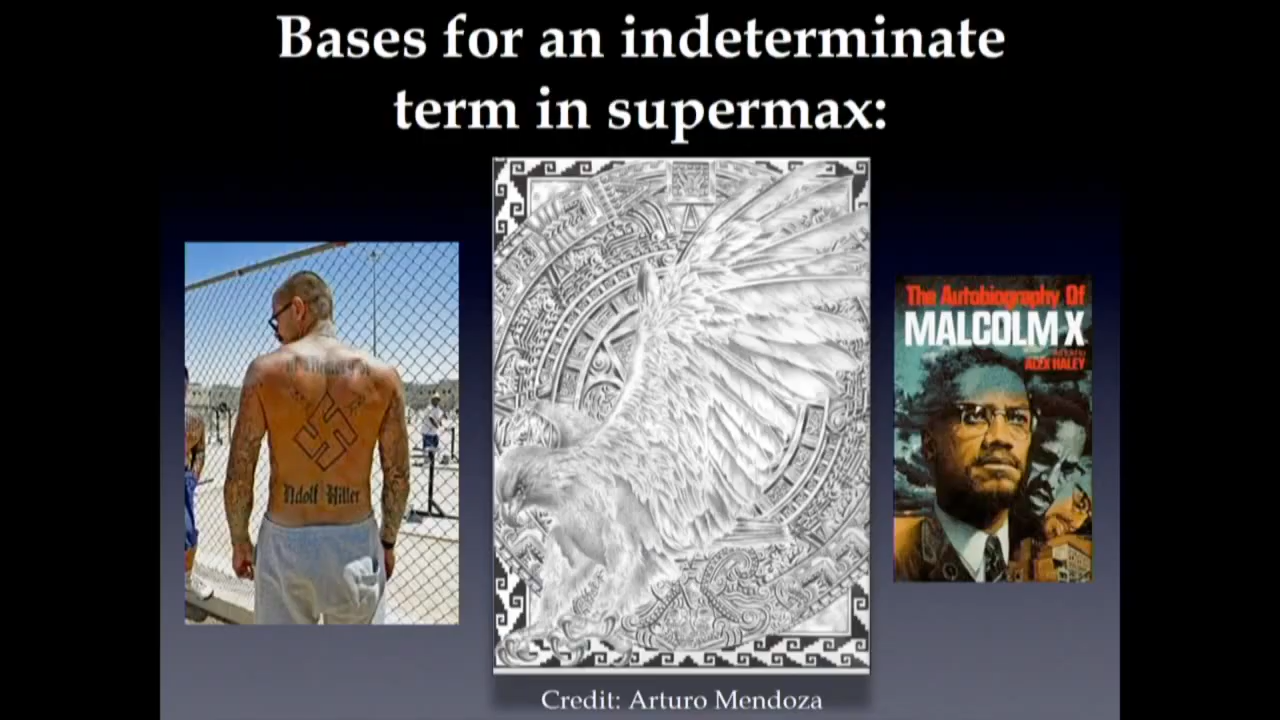 Bases for an indeterminate
term in supermax:
Adolf Hitler
The Autobiography Of
MALCOLM X
ALEX HALEY
Credit: Arturo Mendoza